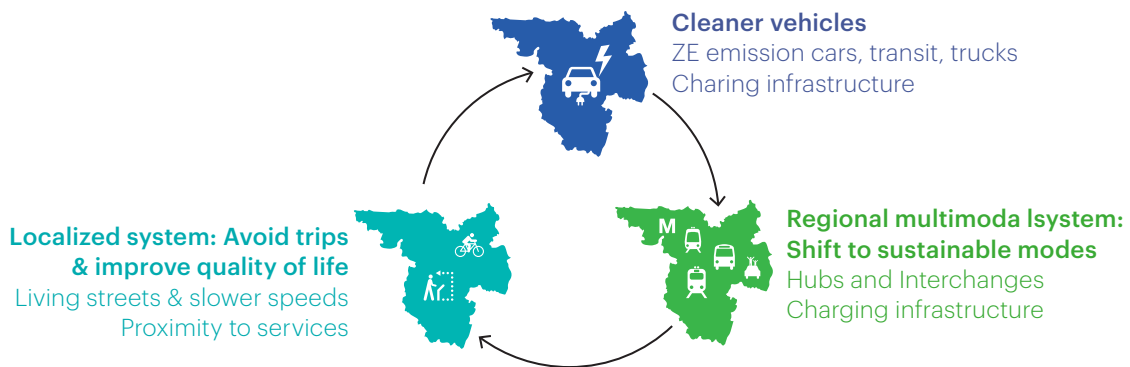 Cleaner vehicles
ZE emission cars, transit, trucks
Charing infrastructure
Localized system: Avoid trips
& improve quality of life
Living streets & slower speeds
Proximity to services
M
Regional multimoda lsystem:
Shift to sustainable modes
Hubs and Interchanges
Charging infrastructure